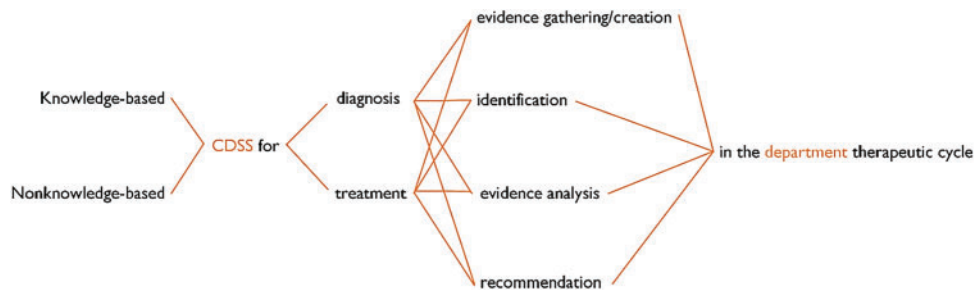 evidence gathering/creation
Knowledge-based
diagnosis
identification
CDSS for
in the department therapeutic cycle
Nonknowledge-based
treatment
evidence analysis
recommendation